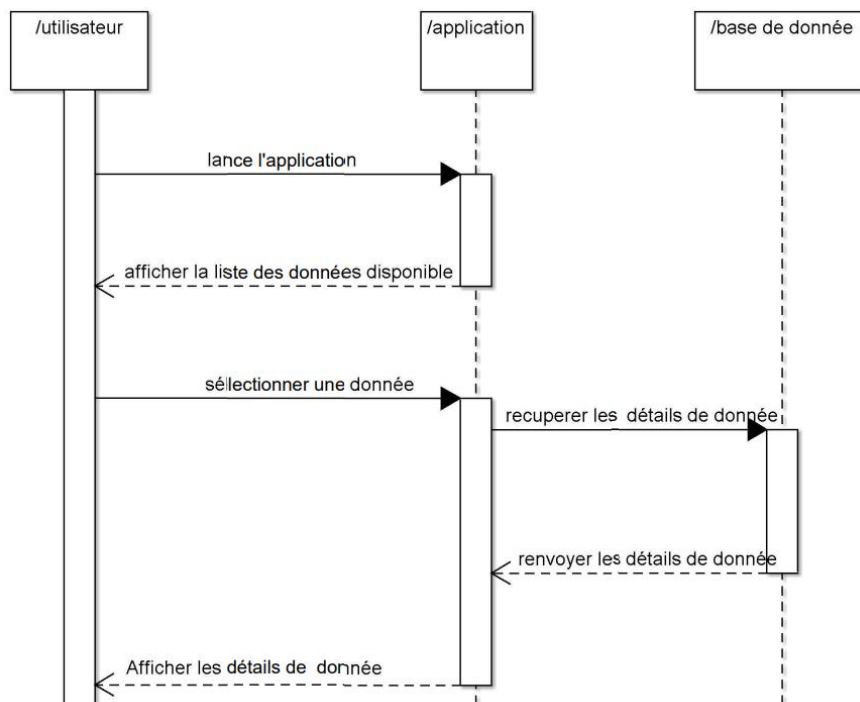 /utilisateur
/application
/base de donnée
lance l'application
afficher la liste des données disponible
sélectionner une donnée
recuperer les détails de donnée
renvoyer les détails de donnée
Afficher les détails de donnée